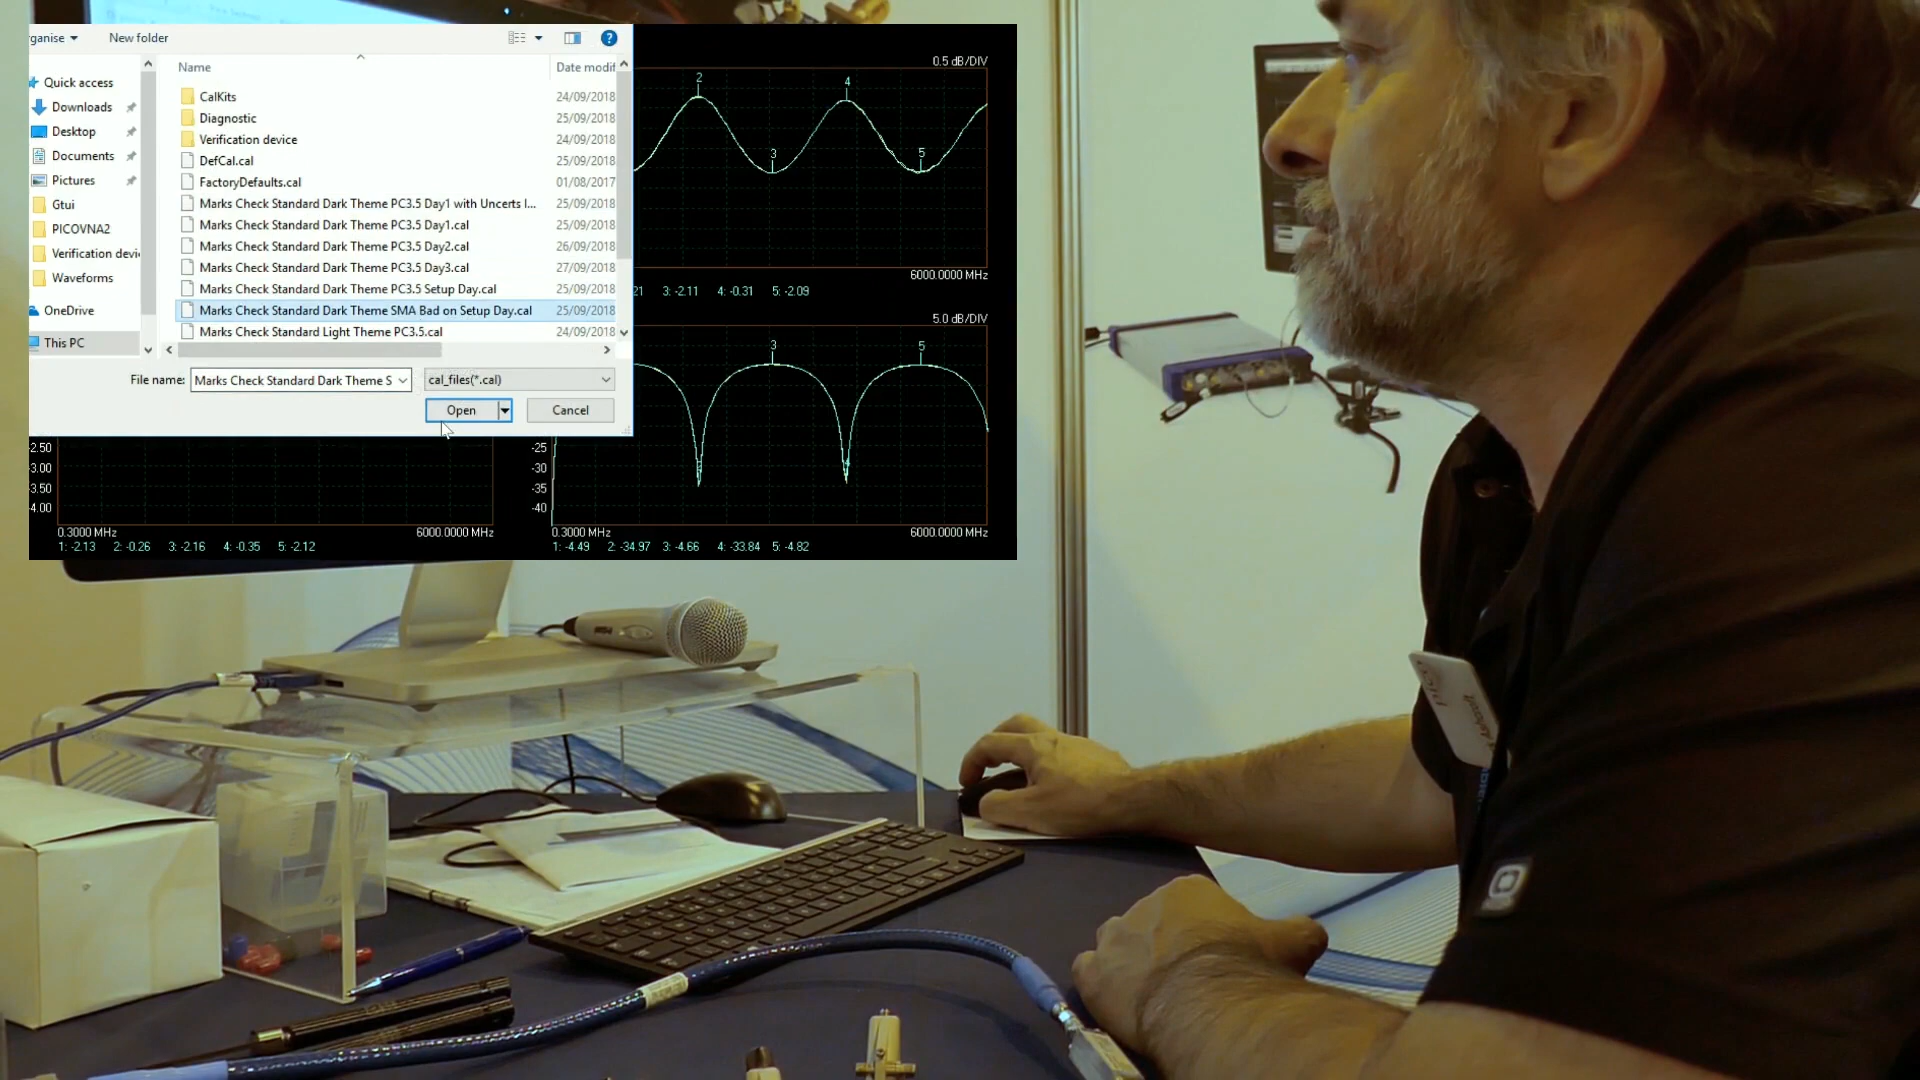 ganise
New folder
Name
Date modif
Quick access
Downloads
Desktop
Documents
Pictures
Gtui
PICOVNA2
Verification devi
Waveforms
OneDrive
This PC
CalKits 24/09/2018
Diagnostic 25/09/2018
Verification device 24/09/2018
DefCal.cal 25/09/2018
FactoryDefaults.cal 01/08/2017
Marks Check Standard Dark Theme PC3.5 Day1 with Uncerts I... 25/09/2018
Marks Check Standard Dark Theme PC3.5 Day1.cal 25/09/2018
Marks Check Standard Dark Theme PC3.5 Day2.cal 26/09/2018
Marks Check Standard Dark Theme PC3.5 Day3.cal 27/09/2018
Marks Check Standard Dark Theme PC3.5 Setup Day.cal 25/09/2018
Marks Check Standard Dark Theme SMA Bad on Setup Day.cal 25/09/2018
Marks Check Standard Light Theme PC3.5.cal 24/09/2018
File name: Marks Check Standard Dark Theme S
cal_files(*.cal)
Open
Cancel
0.5 dB/DIV
2
4
3
5
6000.0000 MHz
21 3: -2.11 4: -0.31 5: -2.09
5.0 dB/DIV
3
5
4
-25
-30
-35
-40
0.3000 MHz
6000.0000 MHz
1: -4.49 2: -34.97 3: -4.66 4: -33.84 5: -4.82
-2.50
-3.00
-3.50
-4.00
0.3000 MHz
6000.0000 MHz
1: -2.13 2: -0.26 3: -2.16 4: -0.35 5: -2.12